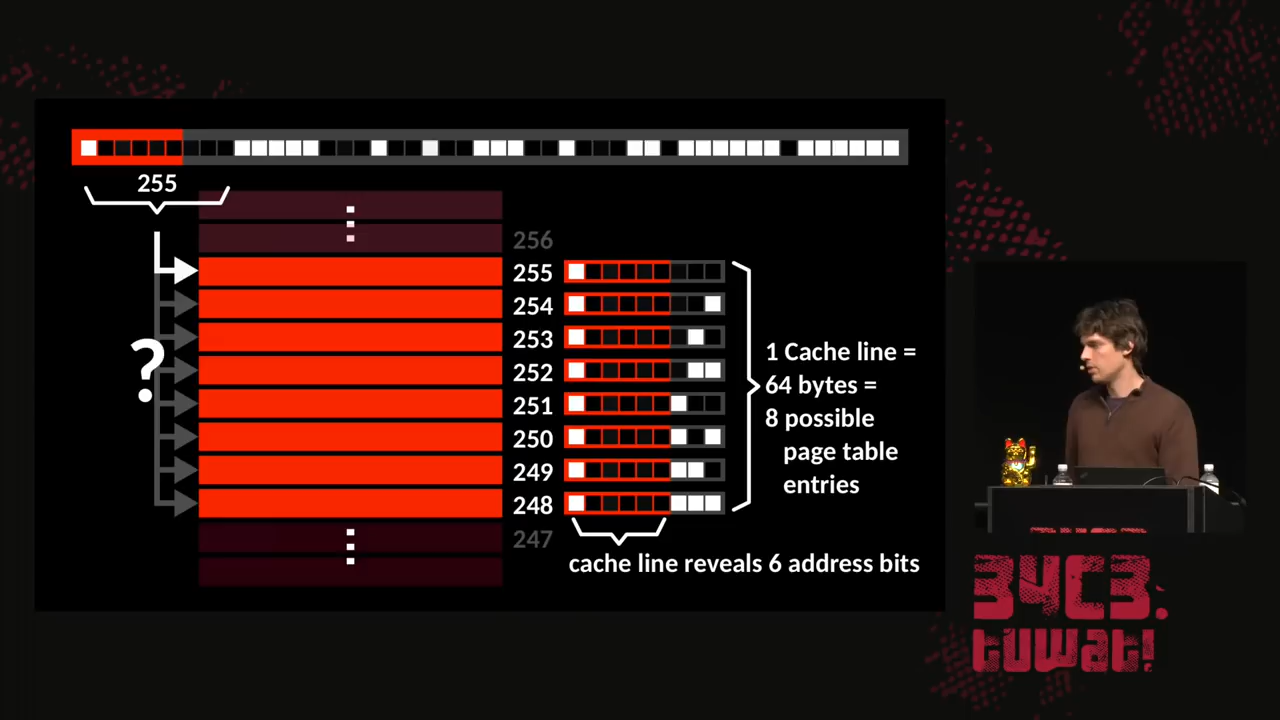 255
256
255
254
253
252
251
250
249
248
247
?
1 Cache line =
64 bytes =
8 possible
page table
entries
cache line reveals 6 address bits
34C3.
tuwat!